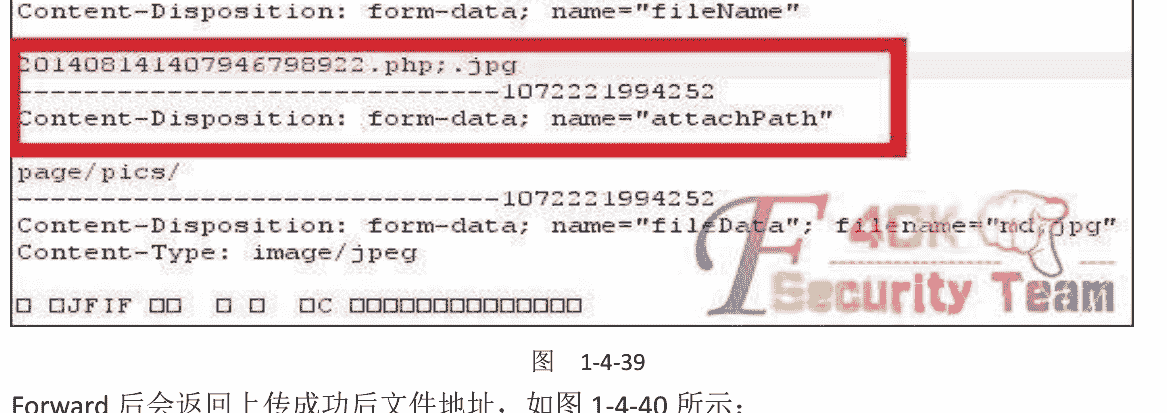 Content-Disposition: form-data; name="fileName"
201408141407946798922.php;.jpg
-----------------------------1072221994252
Content-Disposition: form-data; name="attachPath"
page/pics/
-----------------------------1072221994252
Content-Disposition: form-data; name="fileData"; filename="md.jpg"
Content-Type: image/jpeg
□ □JFIF □□ □ □ □C □□□□□□□□□□□□□□
F 4CK
Security Team
图 1-4-39
Forward 后会返回上传成功后文件地址，如图 1-4-40 所示：